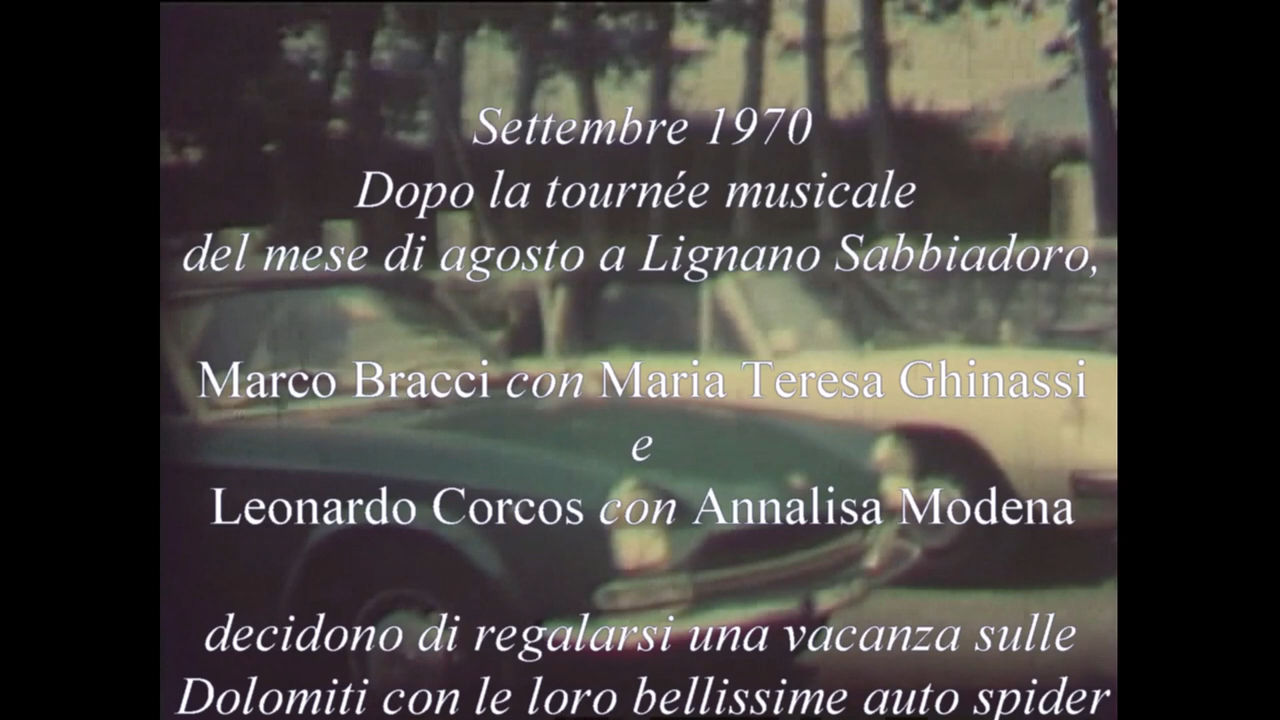 Settembre 1970
Dopo la tournée musicale
del mese di agosto a Lignano Sabbiadoro,
Marco Bracci con Maria Teresa Ghinassi
e
Leonardo Corcos con Annalisa Modena
decidono di regalarsi una vacanza sulle
Dolomiti con le loro bellissime auto spider